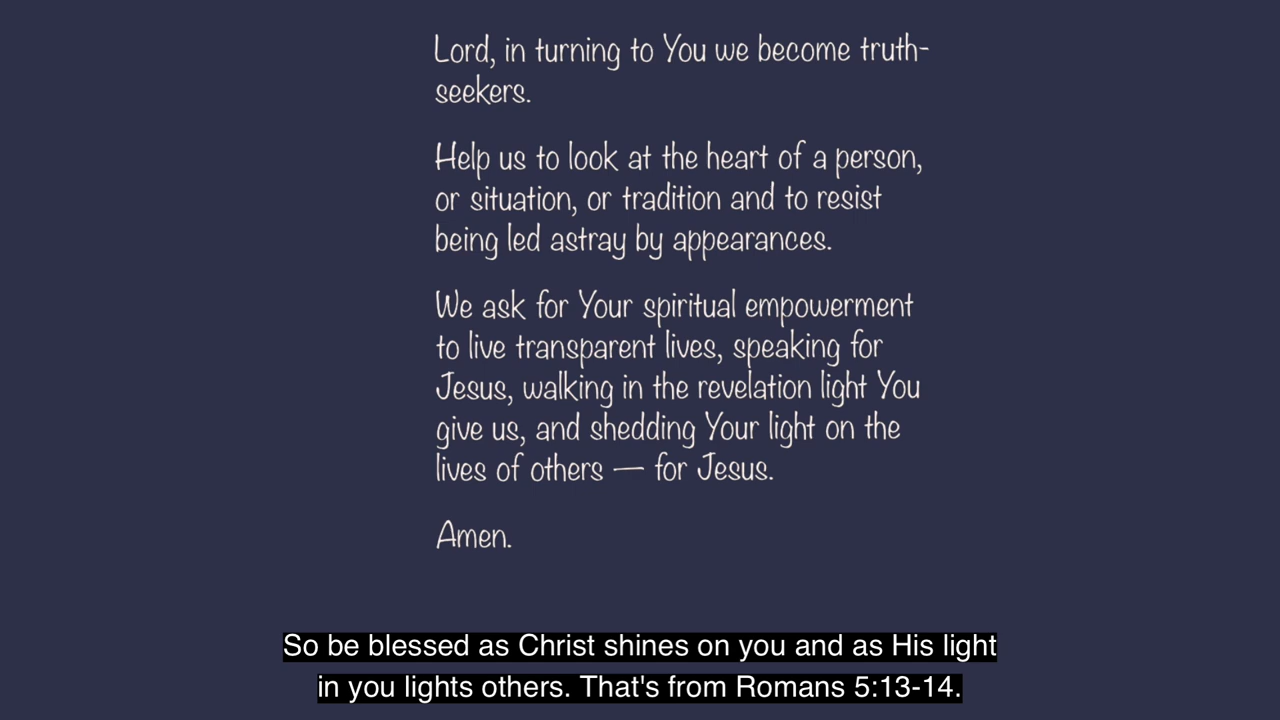 Lord, in turning to You we become truth-
seekers.
Help us to look at the heart of a person,
or situation, or tradition and to resist
being led astray by appearances.
We ask for Your spiritual empowerment
to live transparent lives, speaking for
Jesus, walking in the revelation light You
give us, and shedding Your light on the
lives of others — for Jesus.
Amen.
So be blessed as Christ shines on you and as His light
in you lights others. That's from Romans 5:13-14.